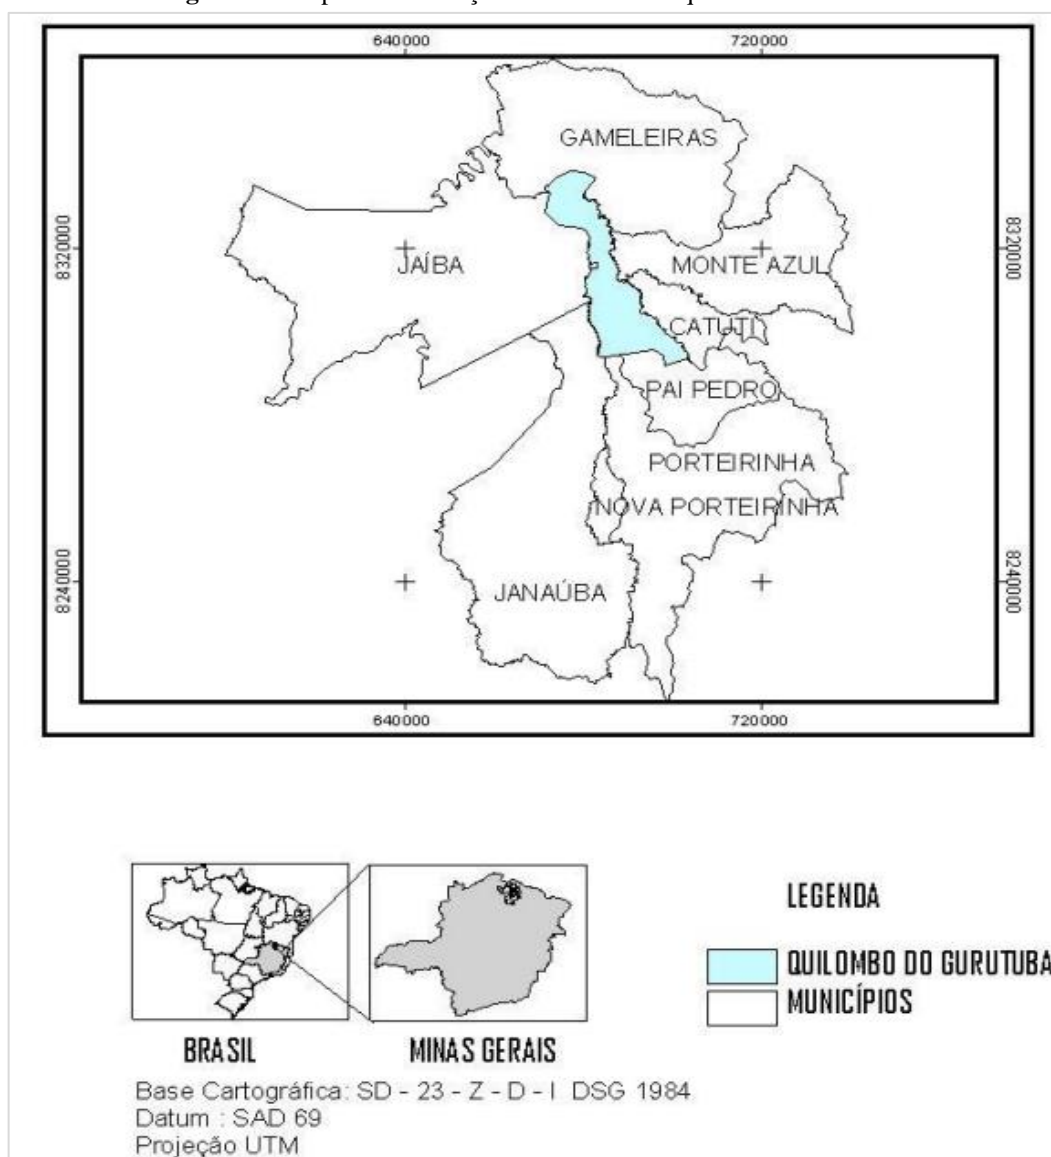 640000 720000
GAMELEIRAS
8320000 8320000
JAÍBA MONTE AZUL
CATUTI
PAI PEDRO
PORTEIRINHA
NOVA PORTEIRINHA
8240000 8240000
JANAÚBA
640000 720000
LEGENDA
QUILOMBO DO GURUTUBA
MUNICÍPIOS
BRASIL MINAS GERAIS
Base Cartográfica: SD - 23 - Z - D - I DSG 1984
Datum : SAD 69
Projeção UTM